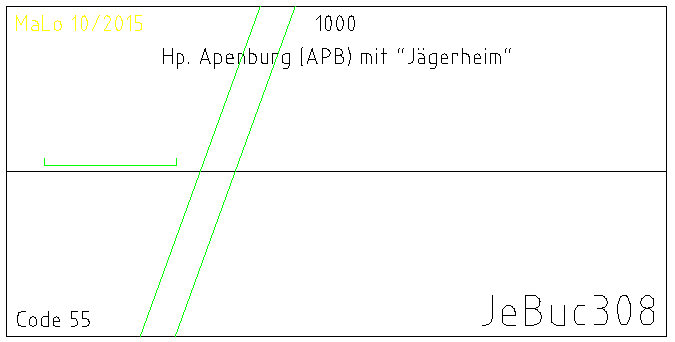 MaLo 10/2015
1000
Hp. Apenburg (APB) mit “Jägerheim“
Code 55
JeBuc308